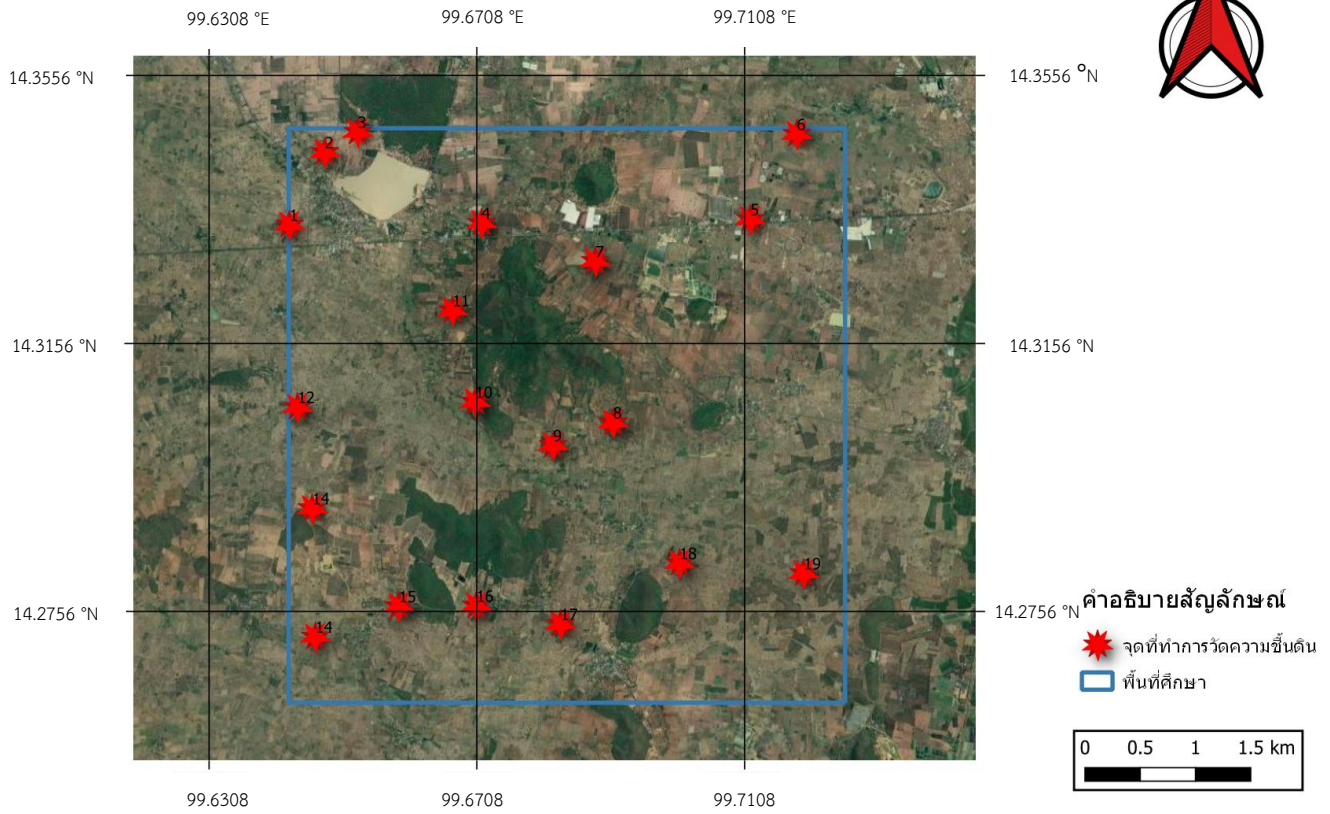 99.6308 °E 99.6708 °E 99.7108 °E
14.3556 °N 14.3556 °N
3
6
2
1 4 5
7
11
14.3156 °N 14.3156 °N
10
12
8
9
14
18
19
15 16
14.2756 °N 14.2756 °N
17
14
คำอธิบายสัญลักษณ์
จุดที่ทำการวัดความชื้นดิน
พื้นที่ศึกษา
0 0.5 1 1.5 km
99.6308 99.6708 99.7108